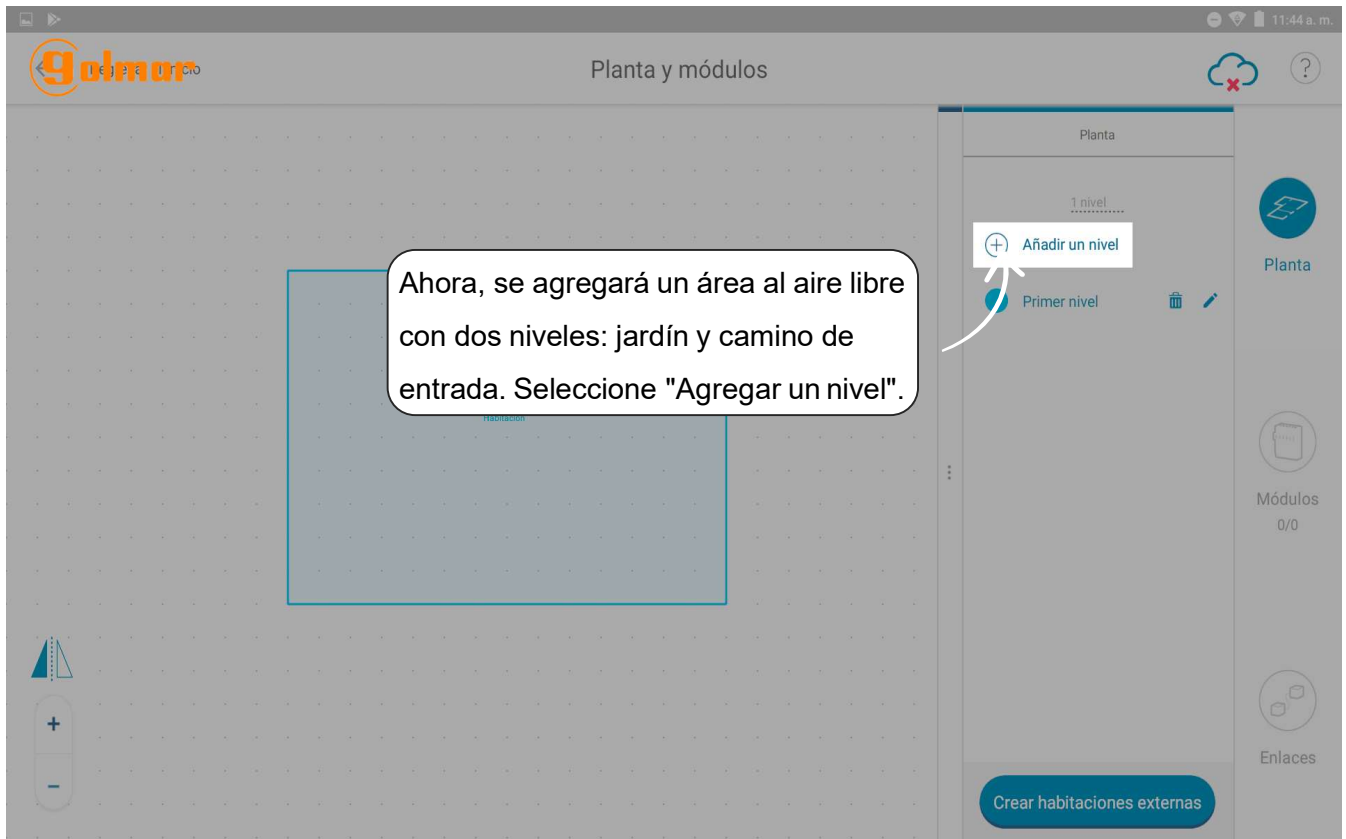 11:44 a. m.
golmar
Planta y módulos
?
Planta
1 nivel
Añadir un nivel
Planta
Ahora, se agregará un área al aire libre
con dos niveles: jardín y camino de
entrada. Seleccione "Agregar un nivel".
Primer nivel
Habitación
Módulos
0/0
+
−
Enlaces
Crear habitaciones externas